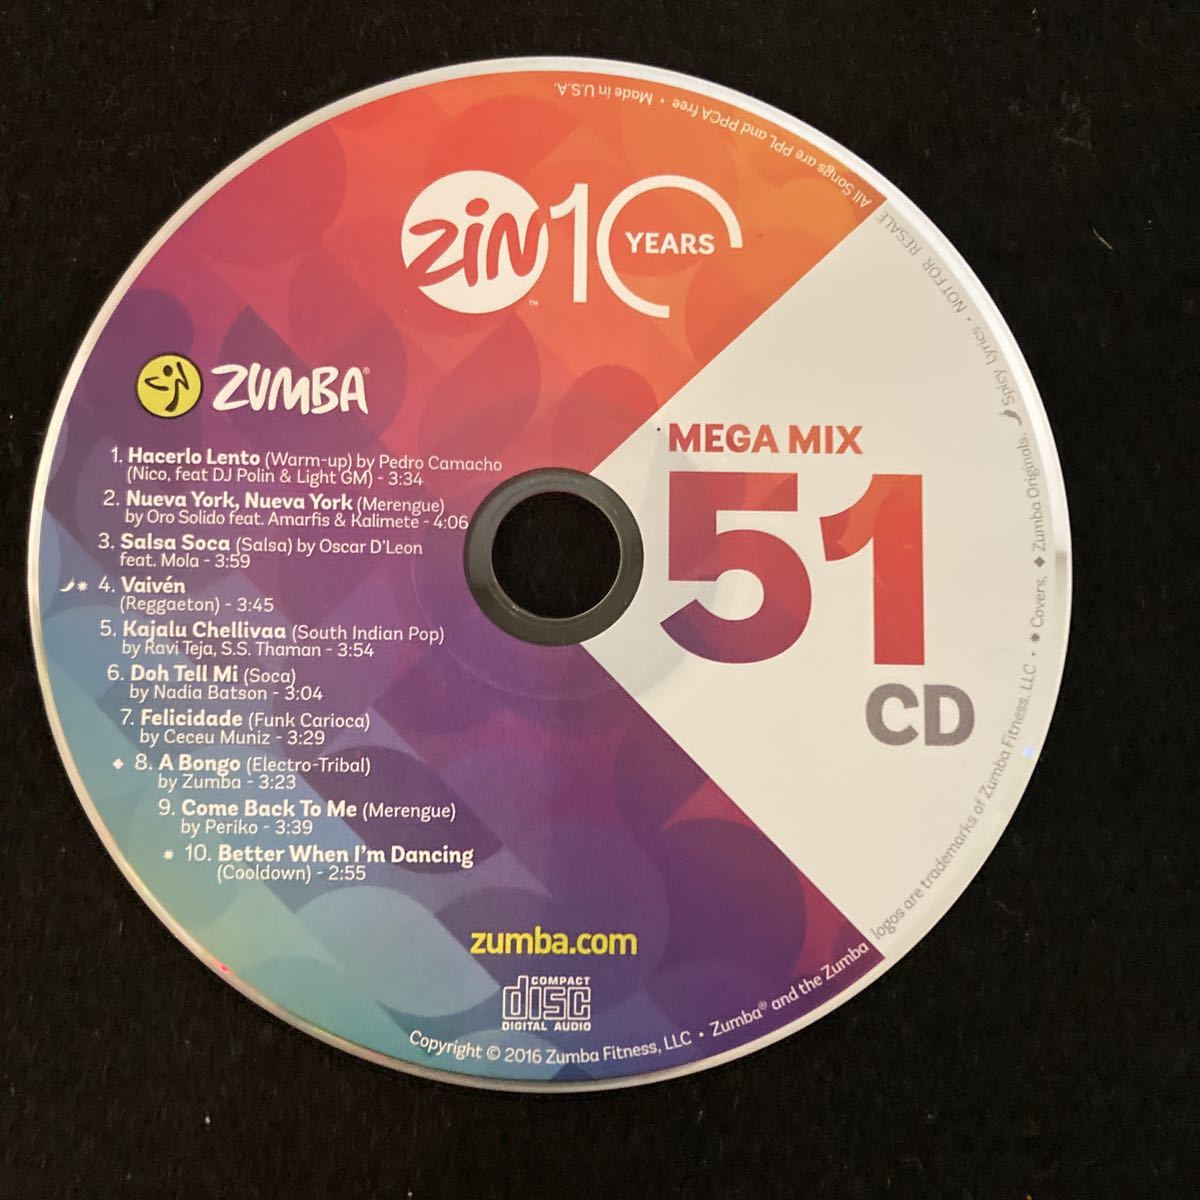 ZiN™ 10 YEARS
ZUMBA®
MEGA MIX
51
CD
1. Hacerlo Lento (Warm-up) by Pedro Camacho
(Nico, feat DJ Polin & Light GM) - 3:34
2. Nueva York, Nueva York (Merengue)
by Oro Solido feat. Amarfis & Kalimete - 4:06
3. Salsa Soca (Salsa) by Oscar D'Leon
feat. Mola - 3:59
✷ 4. Vaivén
(Reggaeton) - 3:45
5. Kajalu Chellivaa (South Indian Pop)
by Ravi Teja, S.S. Thaman - 3:54
6. Doh Tell Mi (Soca)
by Nadia Batson - 3:04
7. Felicidade (Funk Carioca)
by Ceceu Muniz - 3:29
◆ 8. A Bongo (Electro-Tribal)
by Zumba - 3:23
9. Come Back To Me (Merengue)
by Periko - 3:39
✷ 10. Better When I'm Dancing
(Cooldown) - 2:55
zumba.com
COMPACT
disc
DIGITAL AUDIO
Copyright © 2016 Zumba Fitness, LLC • Zumba® and the Zumba logos are trademarks of Zumba Fitness, LLC • ✷ Covers, ◆ Zumba Originals, Spicy Lyrics • NOT FOR RESALE
All Songs are PPL and PPCA free • Made in U.S.A.